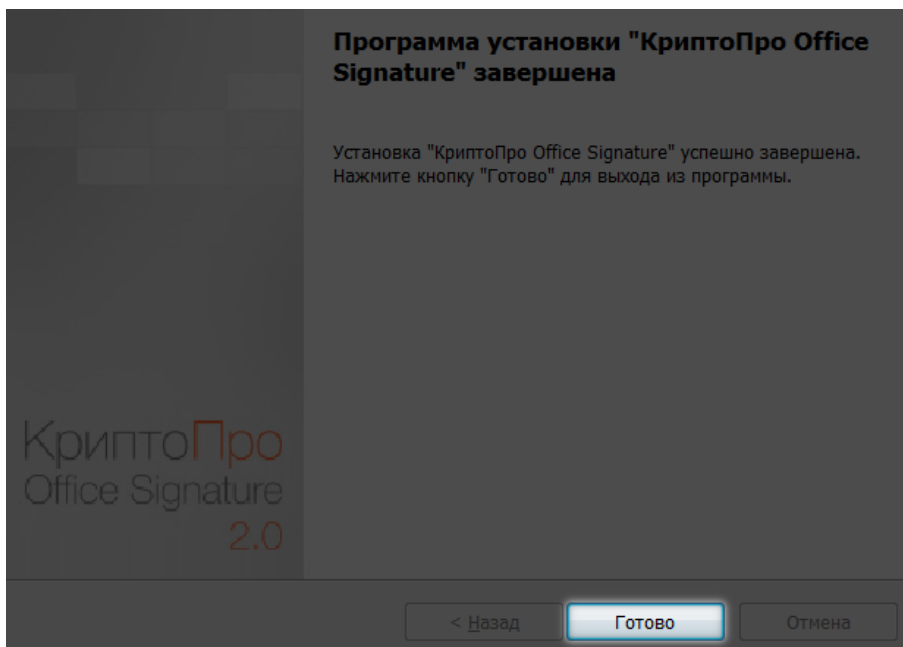 Программа установки "КриптоПро Office
Signature" завершена
Установка "КриптоПро Office Signature" успешно завершена.
Нажмите кнопку "Готово" для выхода из программы.
КриптоПро
Office Signature
2.0
< Назад
Готово
Отмена